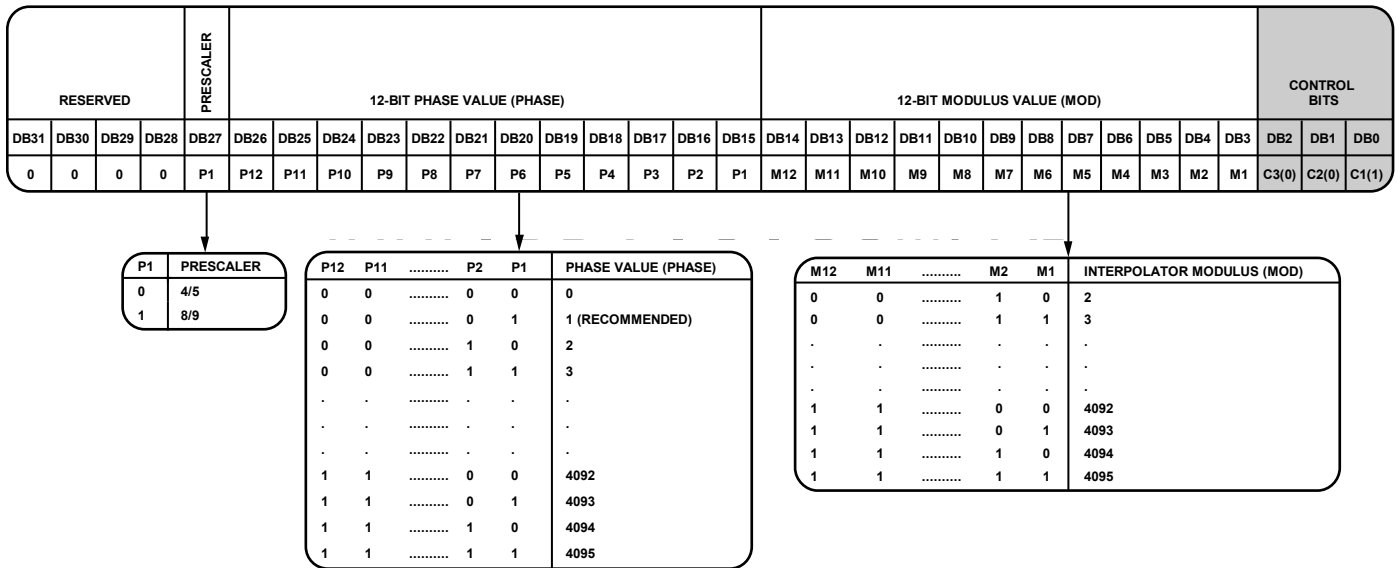 RESERVED PRESCALER 12-BIT PHASE VALUE (PHASE) 12-BIT MODULUS VALUE (MOD) CONTROL BITS
DB31 DB30 DB29 DB28 DB27 DB26 DB25 DB24 DB23 DB22 DB21 DB20 DB19 DB18 DB17 DB16 DB15 DB14 DB13 DB12 DB11 DB10 DB9 DB8 DB7 DB6 DB5 DB4 DB3 DB2 DB1 DB0
0 0 0 0 P1 P12 P11 P10 P9 P8 P7 P6 P5 P4 P3 P2 P1 M12 M11 M10 M9 M8 M7 M6 M5 M4 M3 M2 M1 C3(0) C2(0) C1(1)
P1 PRESCALER
0 4/5
1 8/9
P12 P11 .......... P2 P1 PHASE VALUE (PHASE)
0 0 .......... 0 0 0
0 0 .......... 0 1 1 (RECOMMENDED)
0 0 .......... 1 0 2
0 0 .......... 1 1 3
. . .......... . . .
. . .......... . . .
. . .......... . . .
1 1 .......... 0 0 4092
1 1 .......... 0 1 4093
1 1 .......... 1 0 4094
1 1 .......... 1 1 4095
M12 M11 .......... M2 M1 INTERPOLATOR MODULUS (MOD)
0 0 .......... 1 0 2
0 0 .......... 1 1 3
. . .......... . . .
. . .......... . . .
. . .......... . . .
1 1 .......... 0 0 4092
1 1 .......... 0 1 4093
1 1 .......... 1 0 4094
1 1 .......... 1 1 4095